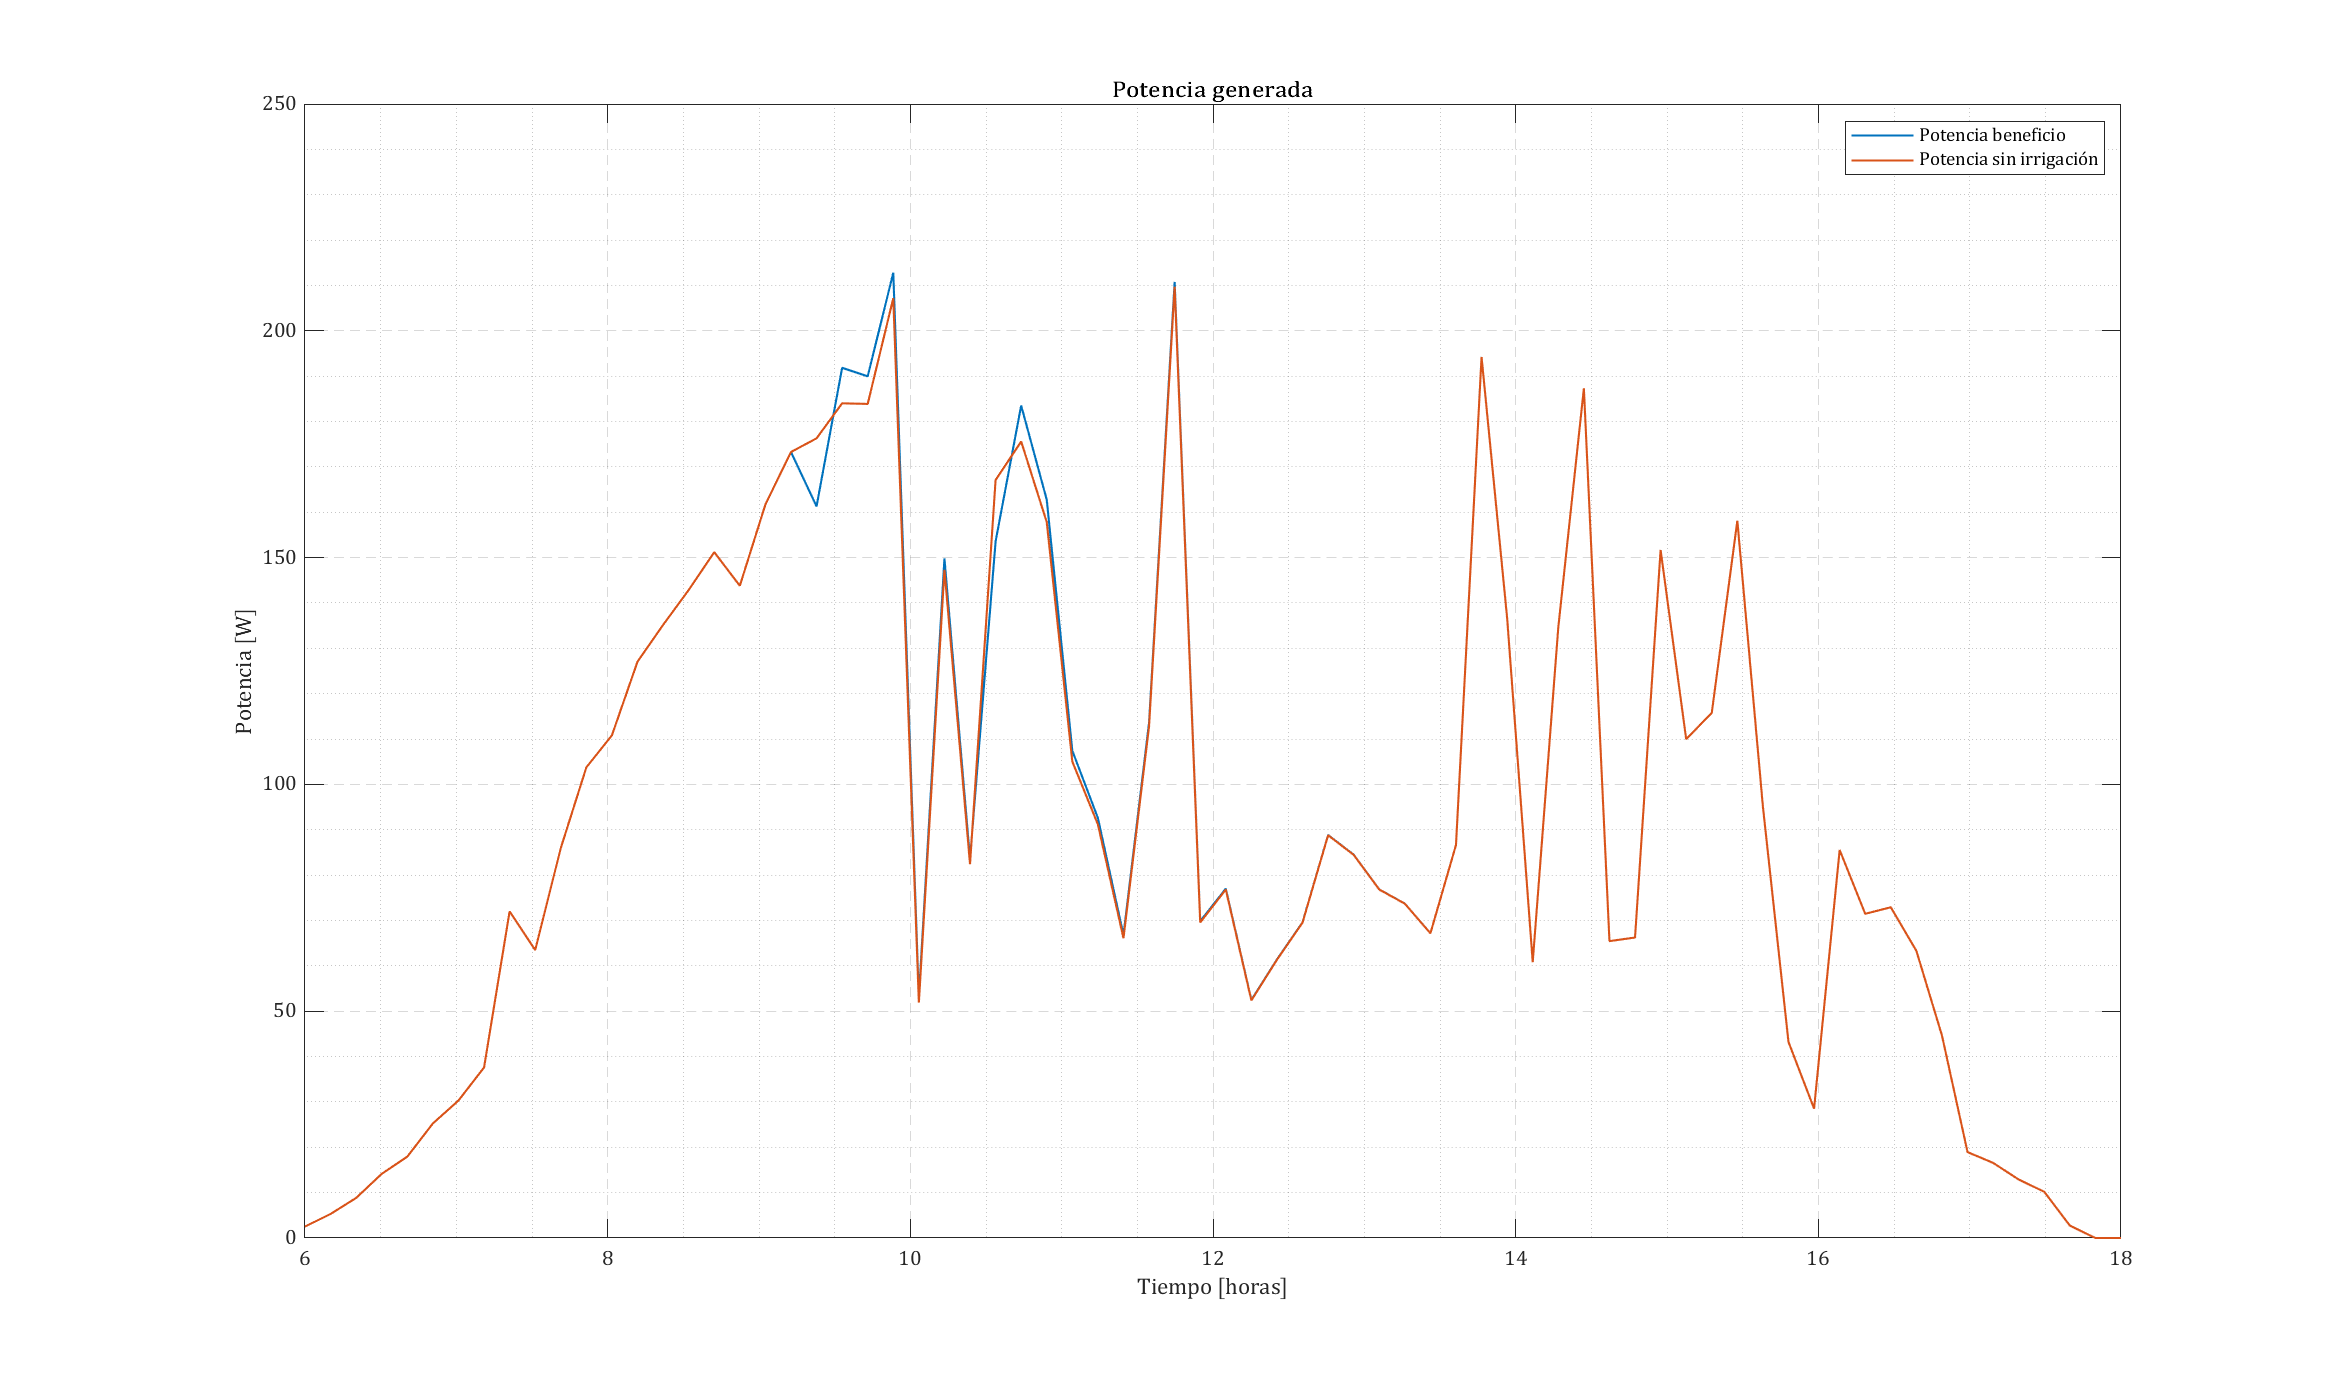 Potencia generada
250
200
150
100
50
0
Potencia [W]
Potencia beneficio
Potencia sin irrigación
6 8 10 12 14 16 18
Tiempo [horas]